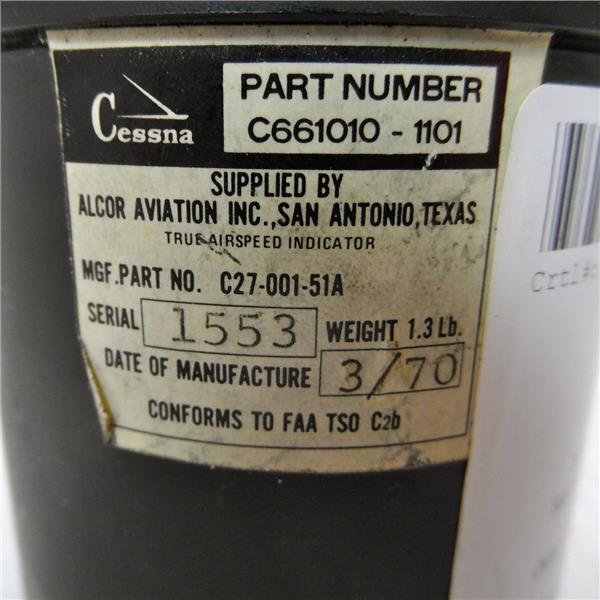 Cessna
PART NUMBER
C661010-1101
SUPPLIED BY
ALCOR AVIATION INC.,SAN ANTONIO,TEXAS
TRUE AIRSPEED INDICATOR
MGF.PART NO. C27-001-51A
SERIAL 1553 WEIGHT 1.3 Lb.
DATE OF MANUFACTURE 3/70
CONFORMS TO FAA TSO C2b